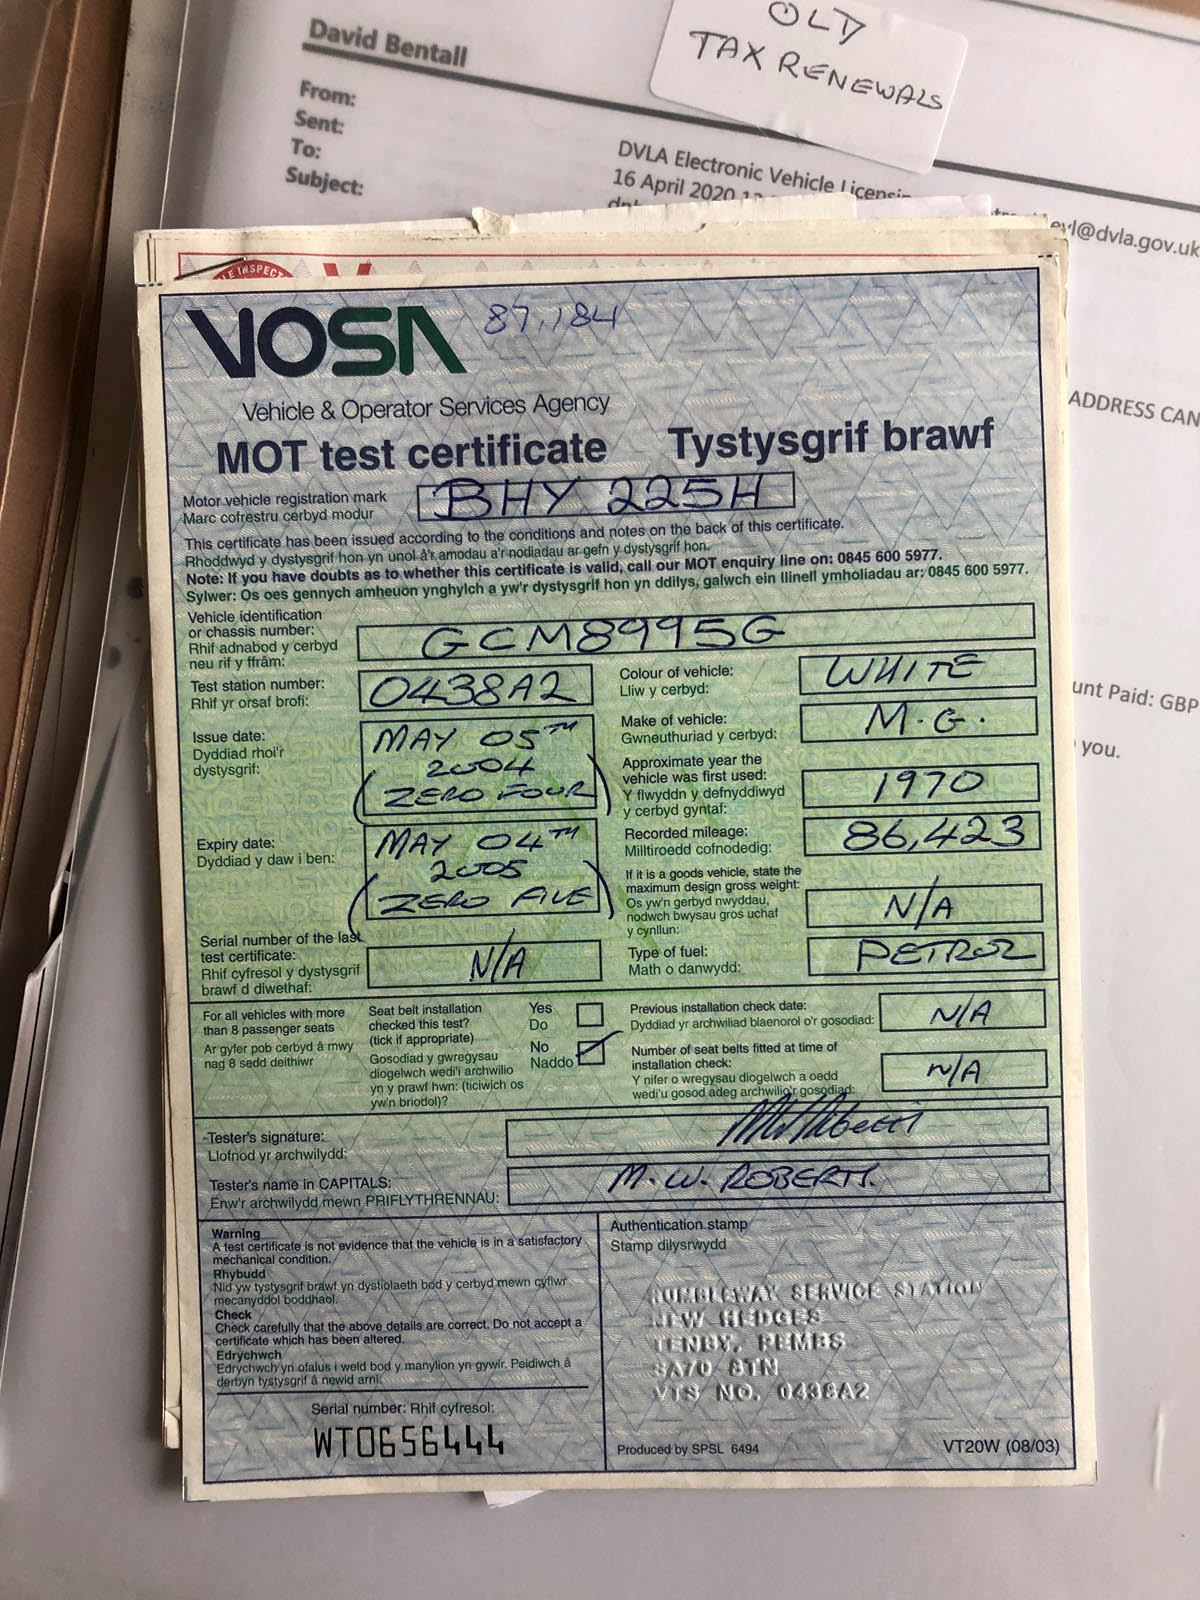 OLD
TAX RENEWALS
David Bentall
From:
Sent:
To:
Subject:
DVLA Electronic Vehicle
16 April 2020
evl@dvla.gov.uk
ADDRESS CAN
unt Paid: GBP
you.
LE INSPECT
VOSA
87,184
Vehicle & Operator Services Agency
MOT test certificate Tystysgrif brawf
Motor vehicle registration mark
Marc cofrestru cerbyd modur
BHY 225H
This certificate has been issued according to the conditions and notes on the back of this certificate.
Rhoddwyd y dystysgrif hon yn unol â'r amodau a'r nodiadau ar gefn y dystysgrif hon.
Note: If you have doubts as to whether this certificate is valid, call our MOT enquiry line on: 0845 600 5977.
Sylwer: Os oes gennych amheuon ynghylch a yw'r dystysgrif hon yn ddilys, galwch ein llinell ymholiadau ar: 0845 600 5977.
Vehicle identification
or chassis number:
Rhif adnabod y cerbyd
neu rif y ffrâm:
GCM8995G
Test station number:
Rhif yr orsaf brofi:
0438A2
Colour of vehicle:
Lliw y cerbyd:
WHITE
Issue date:
Dyddiad rhoi'r
dystysgrif:
MAY 05TH
2004
(ZERO FOUR)
Make of vehicle:
Gwneuthuriad y cerbyd:
M.G.
Approximate year the
vehicle was first used:
Y flwyddyn y defnyddiwyd
y cerbyd gyntaf:
1970
Expiry date:
Dyddiad y daw i ben:
MAY 04TH
2005
(ZERO FIVE)
Recorded mileage:
Milltiroedd cofnodedig:
86,423
If it is a goods vehicle, state the
maximum design gross weight:
Os yw'n gerbyd nwyddau,
nodwch bwysau gros uchaf
y cynllun:
N/A
Serial number of the last
test certificate:
Rhif cyfresol y dystysgrif
brawf d diwethaf:
N/A
Type of fuel:
Math o danwydd:
PETROL
For all vehicles with more
than 8 passenger seats
Ar gyfer pob cerbyd â mwy
nag 8 sedd deithiwr
Seat belt installation
checked this test?
(tick if appropriate)
Gosodiad y gwregysau
diogelwch wedi'i archwilio
yn y prawf hwn: (ticiwich os
yw'n briodol)?
Yes
Do
No
Naddo
Previous installation check date:
Dyddiad yr archwiliad blaenorol o'r gosodiad:
N/A
Number of seat belts fitted at time of
installation check:
Y nifer o wregysau diogelwch a oedd
wedi'u gosod adeg archwilio'r gosodiad:
N/A
Tester's signature:
Llofnod yr archwilydd:
Tester's name in CAPITALS:
Enw'r archwilydd mewn PRIFLYTHRENNAU:
M.W. ROBERTS.
Warning
A test certificate is not evidence that the vehicle is in a satisfactory
mechanical condition.
Rhybudd
Nid yw tystysgrif brawf yn dystiolaeth bod y cerbyd mewn cyflwr
mecanyddol boddhaol.
Check
Check carefully that the above details are correct. Do not accept a
certificate which has been altered.
Edrychwch
Edrychwch yn ofalus i weld bod y manylion yn gywir. Peidiwch â
derbyn tystysgrif â newid arni.
Serial number: Rhif cyfresol:
WT0656444
Authentication stamp
Stamp dilysrwydd
RUMBLEWAY SERVICE STATION
NEW HEDGES
TENBY, PEMBS
SA70 8TN
VTS NO. 0438A2
Produced by SPSL 6494
VT20W (08/03)